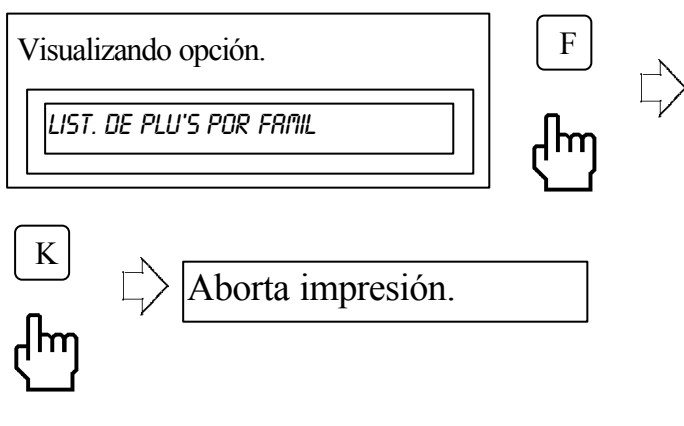 Visualizando opción.
F
LIST. DE PLU'S POR FAMIL
K
Aborta impresión.